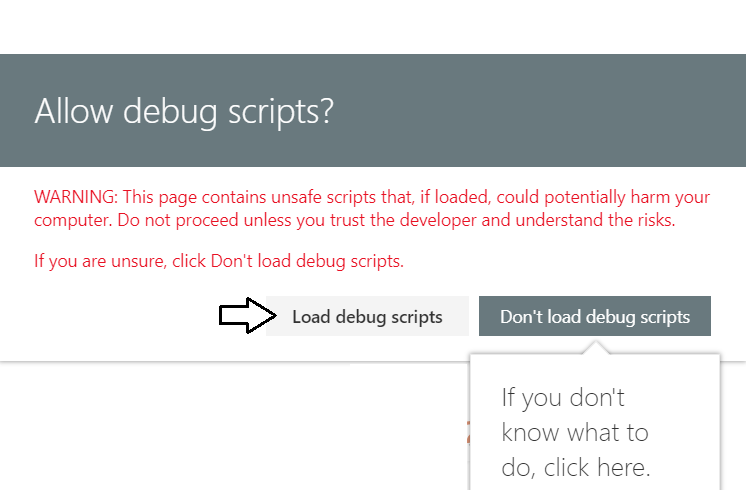 Allow debug scripts?
WARNING: This page contains unsafe scripts that, if loaded, could potentially harm your
computer. Do not proceed unless you trust the developer and understand the risks.
If you are unsure, click Don't load debug scripts.
Load debug scripts
Don't load debug scripts
If you don't
know what to
do, click here.